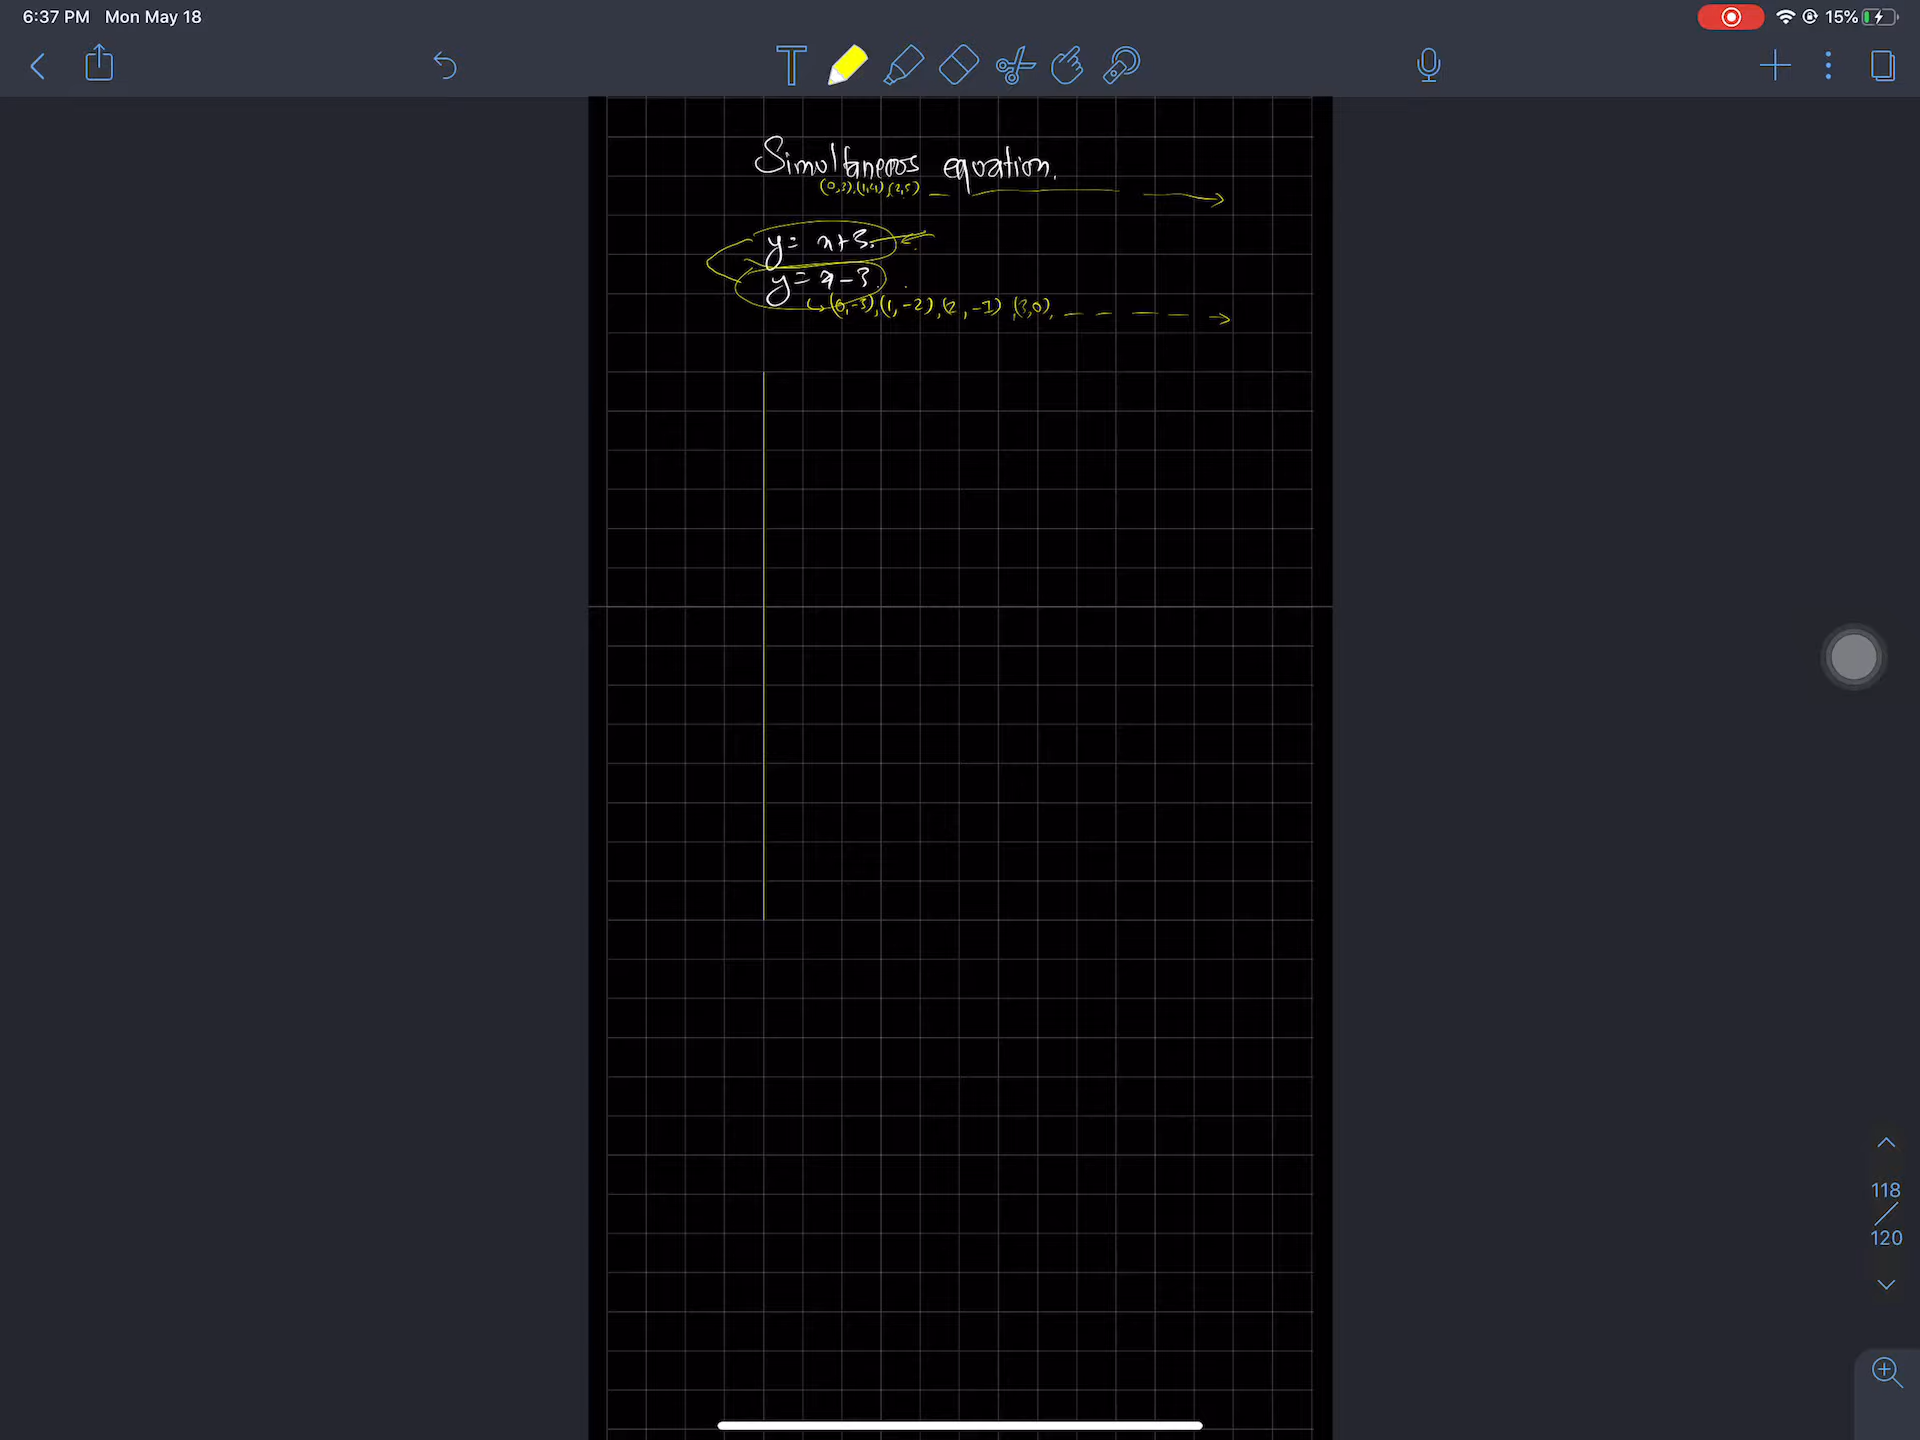 6:37 PM Mon May 18
15%
Simultaneos equation.
(0,3),(1,4),(2,5)
y= x+3.
y= x-3.
(0,-3),(1,-2),(2,-1),(3,0),
118
120